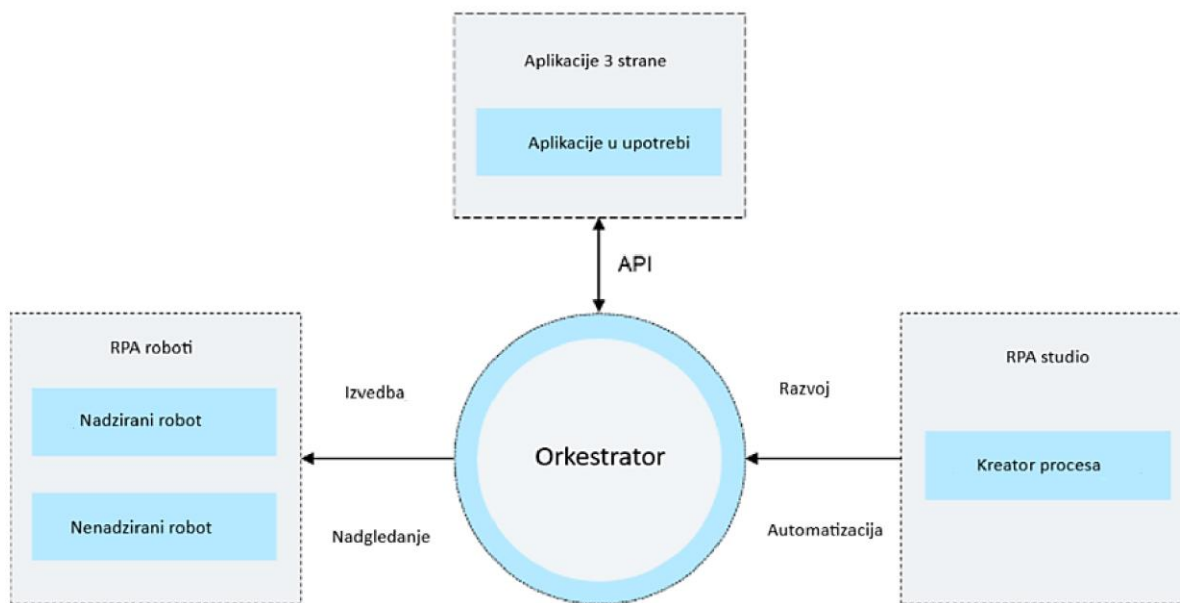 Aplikacije 3 strane
Aplikacije u upotrebi
API
RPA roboti
Nadzirani robot
Nenadzirani robot
Izvedba
Nadgledanje
Orkestrator
Razvoj
Automatizacija
RPA studio
Kreator procesa